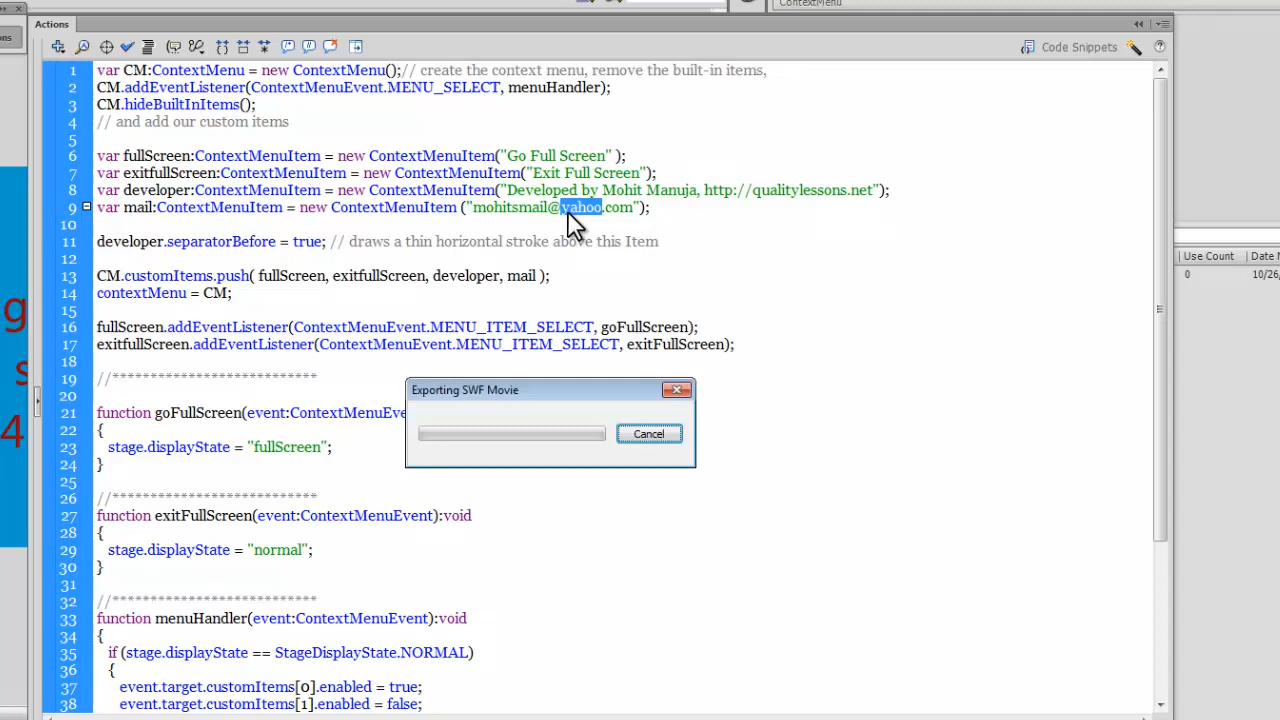 ContextMenu
Actions
Code Snippets
1 var CM:ContextMenu = new ContextMenu();// create the context menu, remove the built-in items,
2 CM.addEventListener(ContextMenuEvent.MENU_SELECT, menuHandler);
3 CM.hideBuiltInItems();
4 // and add our custom items
5
6 var fullScreen:ContextMenuItem = new ContextMenuItem("Go Full Screen" );
7 var exitfullScreen:ContextMenuItem = new ContextMenuItem("Exit Full Screen");
8 var developer:ContextMenuItem = new ContextMenuItem("Developed by Mohit Manuja, http://qualitylessons.net");
9 var mail:ContextMenuItem = new ContextMenuItem ("mohitsmail@yahoo.com");
10
11 developer.separatorBefore = true; // draws a thin horizontal stroke above this Item
12
13 CM.customItems.push( fullScreen, exitfullScreen, developer, mail );
14 contextMenu = CM;
15
16 fullScreen.addEventListener(ContextMenuEvent.MENU_ITEM_SELECT, goFullScreen);
17 exitfullScreen.addEventListener(ContextMenuEvent.MENU_ITEM_SELECT, exitFullScreen);
18
19 //***************************
20
21 function goFullScreen(event:ContextMenuEve
22 {
23 stage.displayState = "fullScreen";
24 }
25
26 //***************************
27 function exitFullScreen(event:ContextMenuEvent):void
28 {
29 stage.displayState = "normal";
30 }
31
32 //***************************
33 function menuHandler(event:ContextMenuEvent):void
34 {
35 if (stage.displayState == StageDisplayState.NORMAL)
36 {
37 event.target.customItems[0].enabled = true;
38 event.target.customItems[1].enabled = false;
Exporting SWF Movie
Cancel
Use Count Date M
0 10/26,
ons
g
s
4